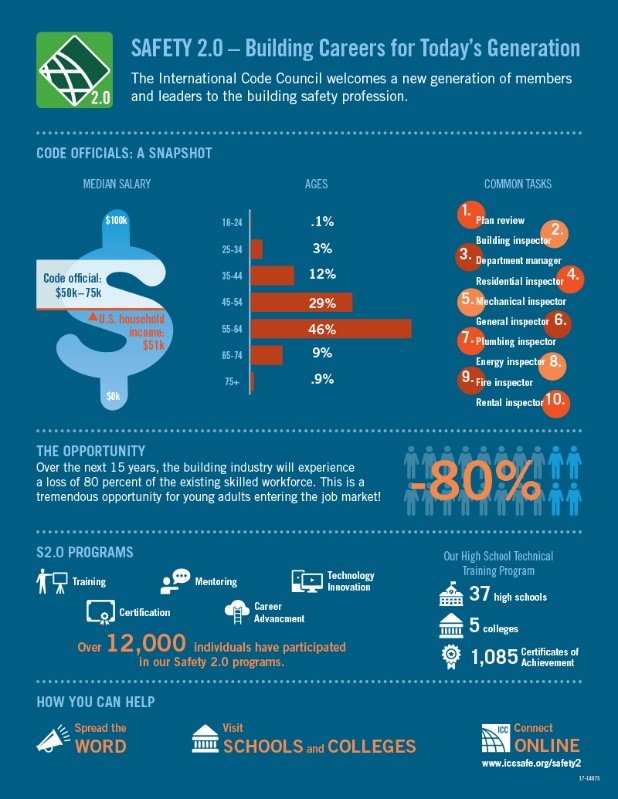 2.0
SAFETY 2.0 – Building Careers for Today's Generation
The International Code Council welcomes a new generation of members
and leaders to the building safety profession.
CODE OFFICIALS: A SNAPSHOT
MEDIAN SALARY
$100k
Code official:
$50k–75k
U.S. household
income:
$51k
$0k
AGES
18-24 .1%
25-34 3%
35-44 12%
45-54 29%
55-64 46%
65-74 9%
75+ .9%
COMMON TASKS
1. Plan review
Building inspector 2.
3. Department manager
Residential inspector 4.
5. Mechanical inspector
General inspector 6.
7. Plumbing inspector
Energy inspector 8.
9. Fire inspector
Rental inspector 10.
THE OPPORTUNITY
Over the next 15 years, the building industry will experience
a loss of 80 percent of the existing skilled workforce. This is a
tremendous opportunity for young adults entering the job market!
-80%
S2.0 PROGRAMS
Training
Mentoring
Technology
Innovation
Certification
Career
Advancment
Over 12,000 individuals have participated
in our Safety 2.0 programs.
Our High School Technical
Training Program
37 high schools
5 colleges
1,085 Certificates of
Achievement
HOW YOU CAN HELP
Spread the
WORD
Visit
SCHOOLS and COLLEGES
ICC
Connect
ONLINE
www.iccsafe.org/safety2